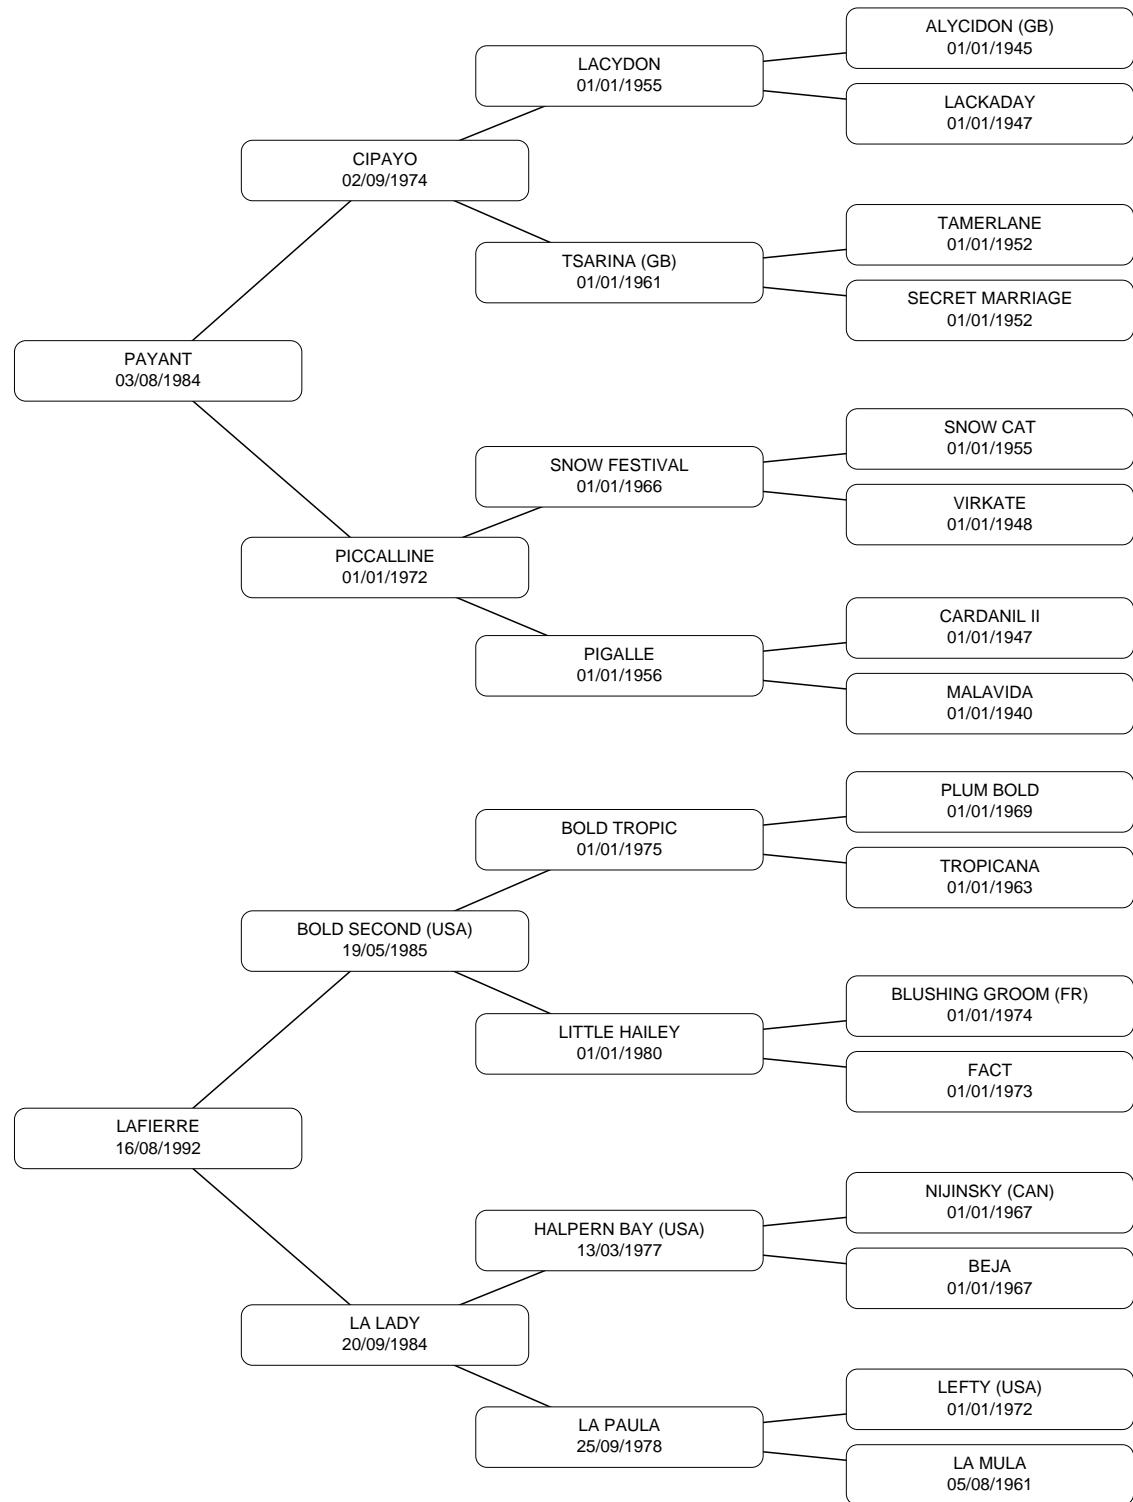 ALYCIDON (GB)
01/01/1945
LACYDON
01/01/1955
LACKADAY
01/01/1947
CIPAYO
02/09/1974
TAMERLANE
01/01/1952
TSARINA (GB)
01/01/1961
SECRET MARRIAGE
01/01/1952
PAYANT
03/08/1984
SNOW CAT
01/01/1955
SNOW FESTIVAL
01/01/1966
VIRKATE
01/01/1948
PICCALLINE
01/01/1972
CARDANIL II
01/01/1947
PIGALLE
01/01/1956
MALAVIDA
01/01/1940
PLUM BOLD
01/01/1969
BOLD TROPIC
01/01/1975
TROPICANA
01/01/1963
BOLD SECOND (USA)
19/05/1985
BLUSHING GROOM (FR)
01/01/1974
LITTLE HAILEY
01/01/1980
FACT
01/01/1973
LAFIERRE
16/08/1992
NIJINSKY (CAN)
01/01/1967
HALPERN BAY (USA)
13/03/1977
BEJA
01/01/1967
LA LADY
20/09/1984
LEFTY (USA)
01/01/1972
LA PAULA
25/09/1978
LA MULA
05/08/1961